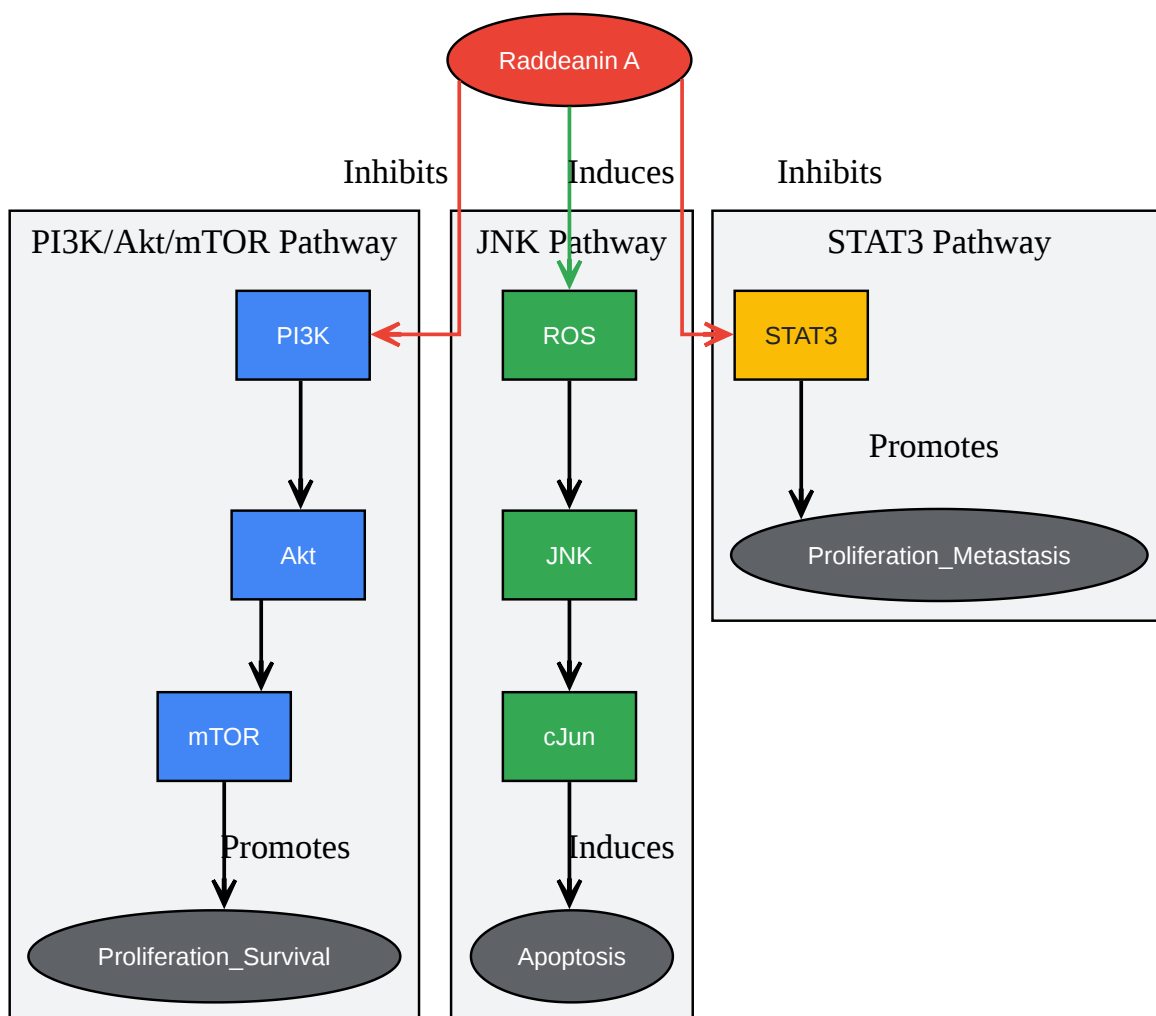 Raddeanin A
Inhibits
Induces
Inhibits
PI3K/Akt/mTOR Pathway
JNK Pathway
STAT3 Pathway
PI3K
ROS
STAT3
Promotes
Akt
JNK
Proliferation_Metastasis
mTOR
cJun
Promotes
Induces
Proliferation_Survival
Apoptosis